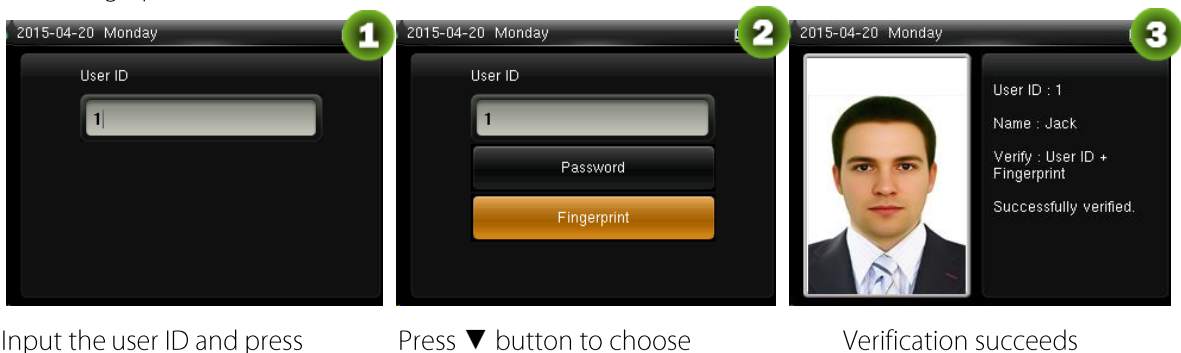 2015-04-20 Monday
1
User ID
1
2015-04-20 Monday
2
User ID
1
Password
Fingerprint
2015-04-20 Monday
3
User ID : 1
Name : Jack
Verify : User ID +
Fingerprint
Successfully verified.
Input the user ID and press
Press ▼ button to choose
Verification succeeds